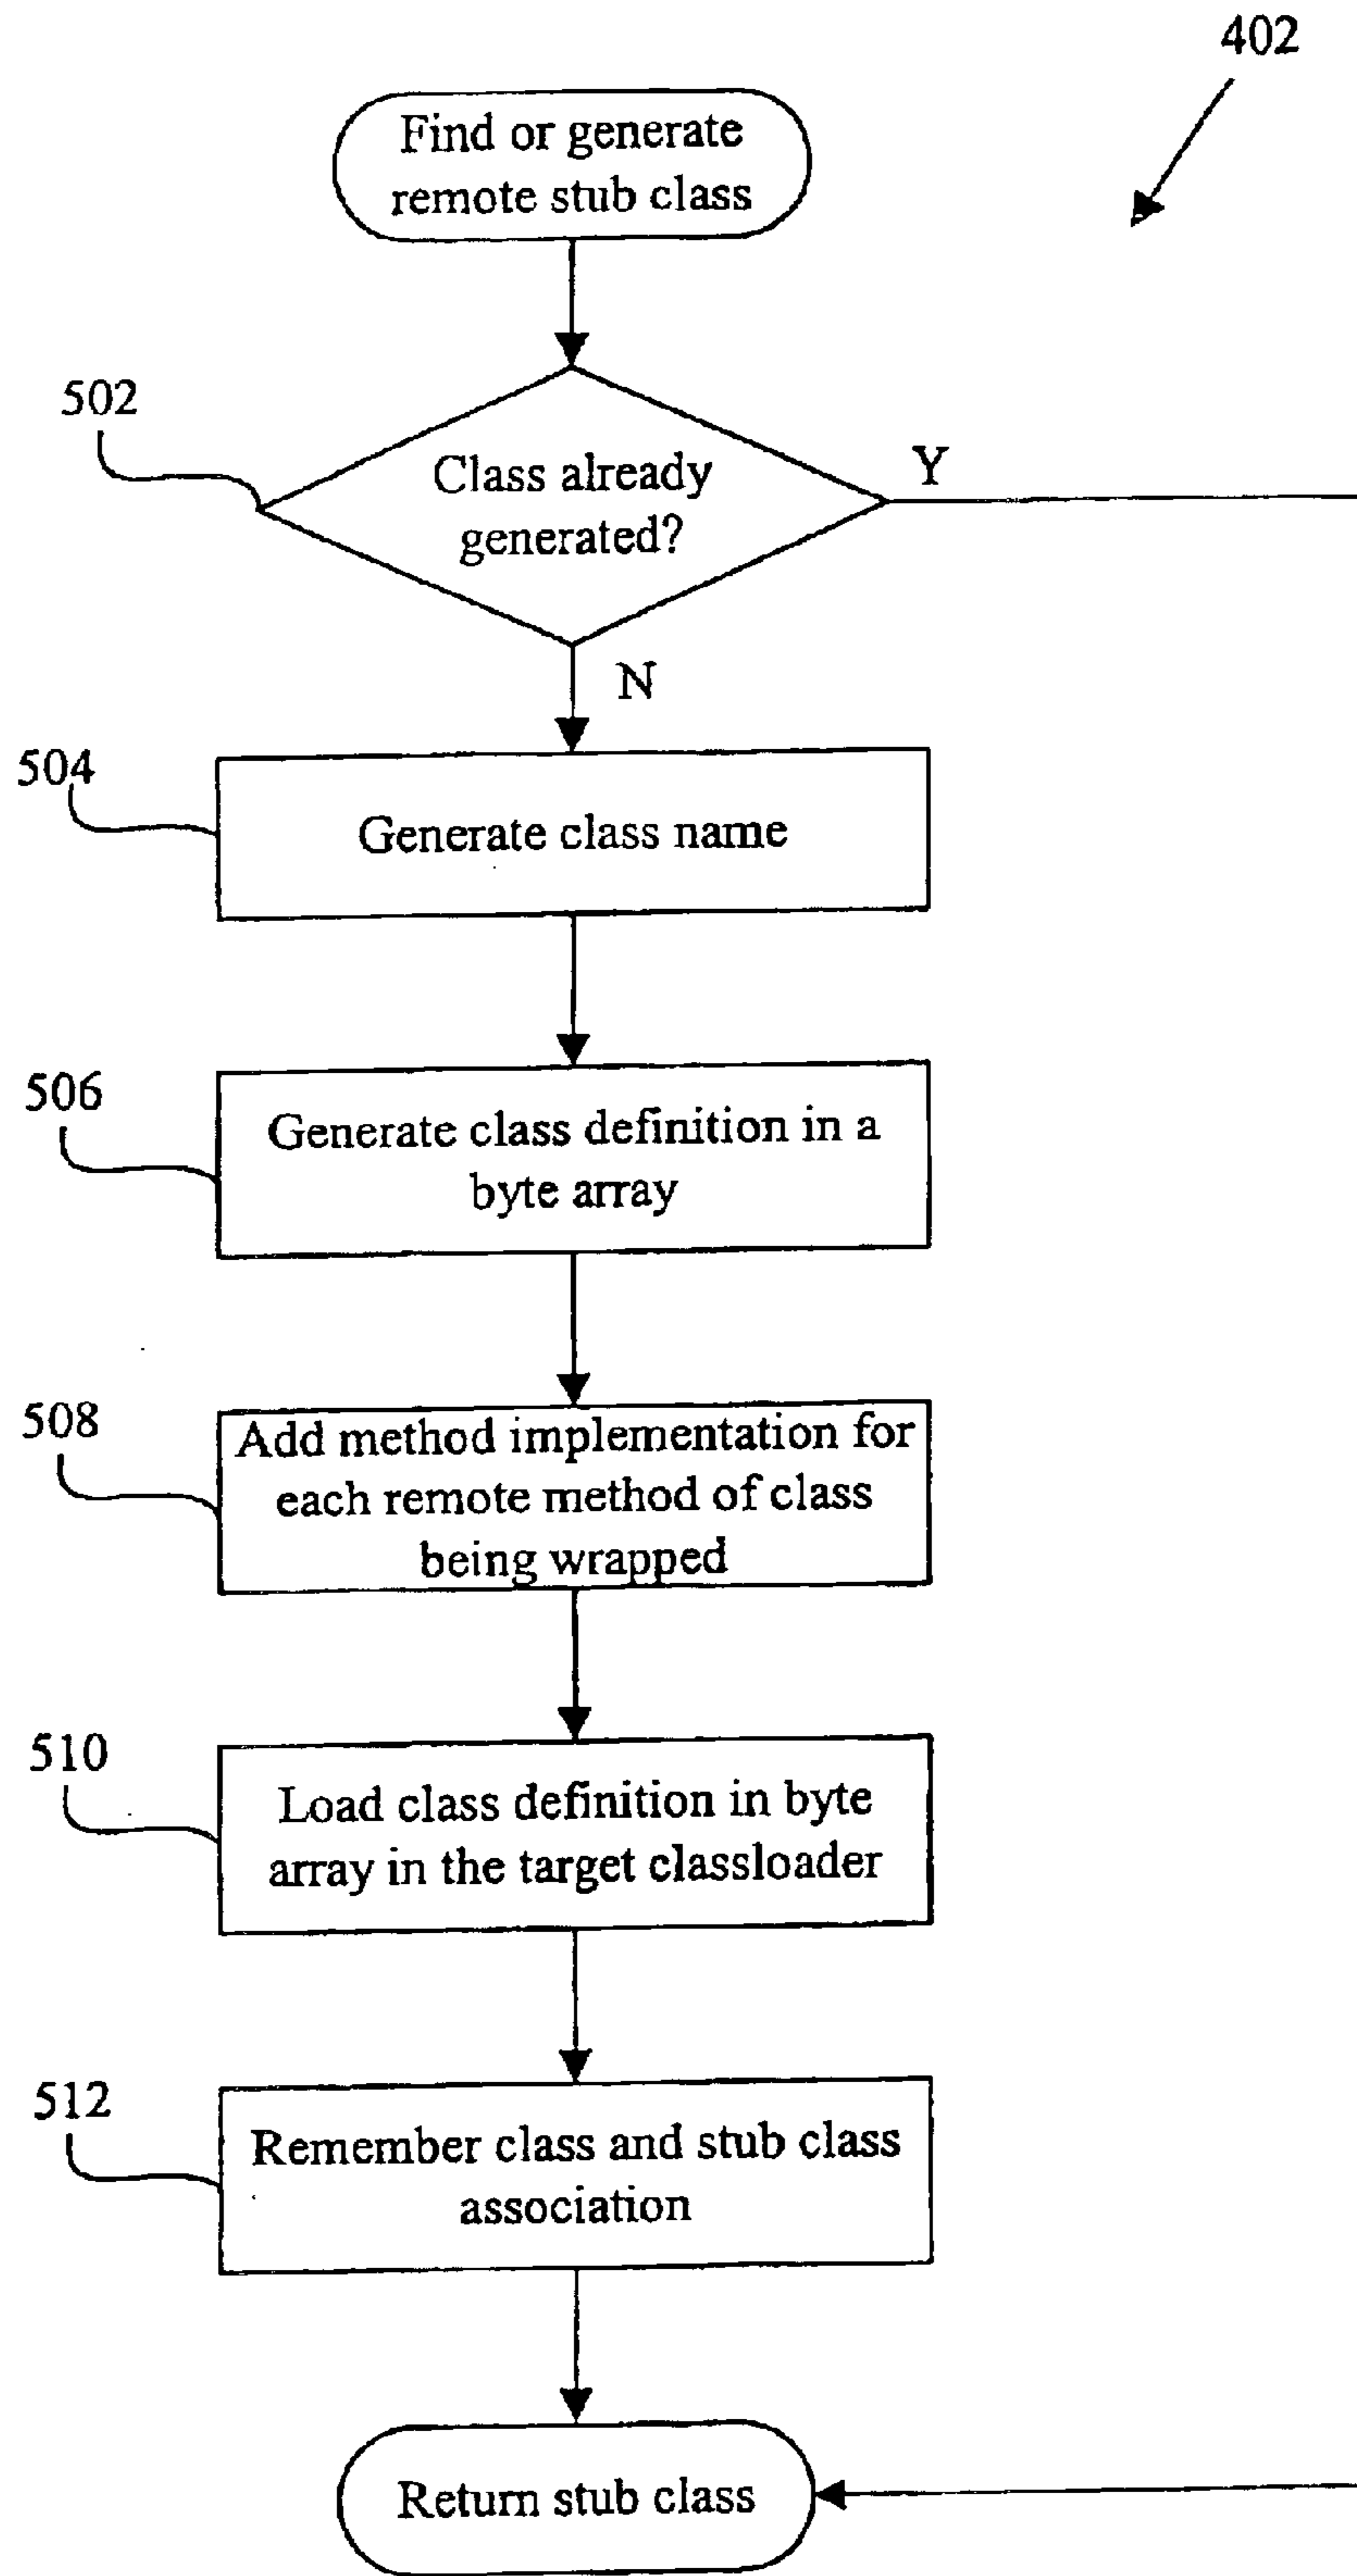 402
Find or generate
remote stub class
502
Class already
generated?
Y
N
504
Generate class name
506
Generate class definition in a
byte array
508
Add method implementation for
each remote method of class
being wrapped
510
Load class definition in byte
array in the target classloader
512
Remember class and stub class
association
Return stub class